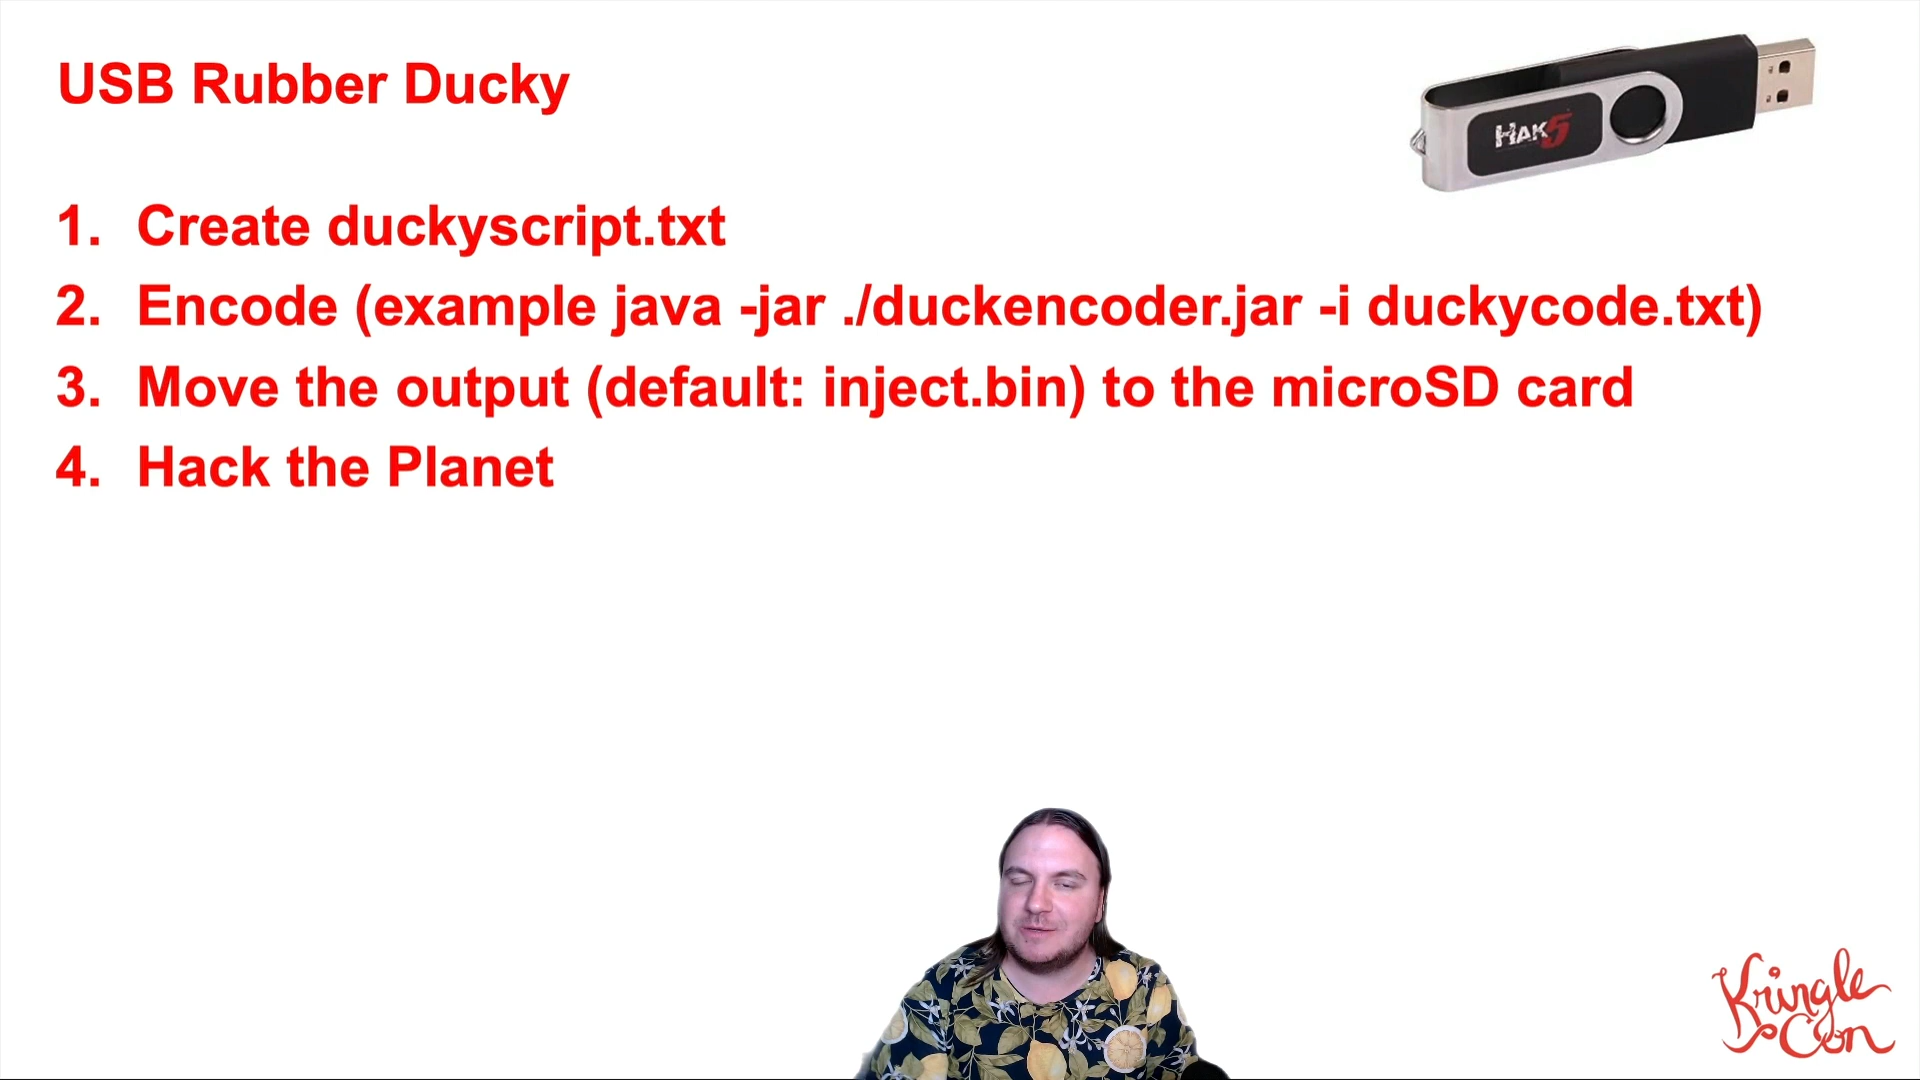 USB Rubber Ducky
HAK5
1. Create duckyscript.txt
2. Encode (example java -jar ./duckencoder.jar -i duckycode.txt)
3. Move the output (default: inject.bin) to the microSD card
4. Hack the Planet
Kringle
Con